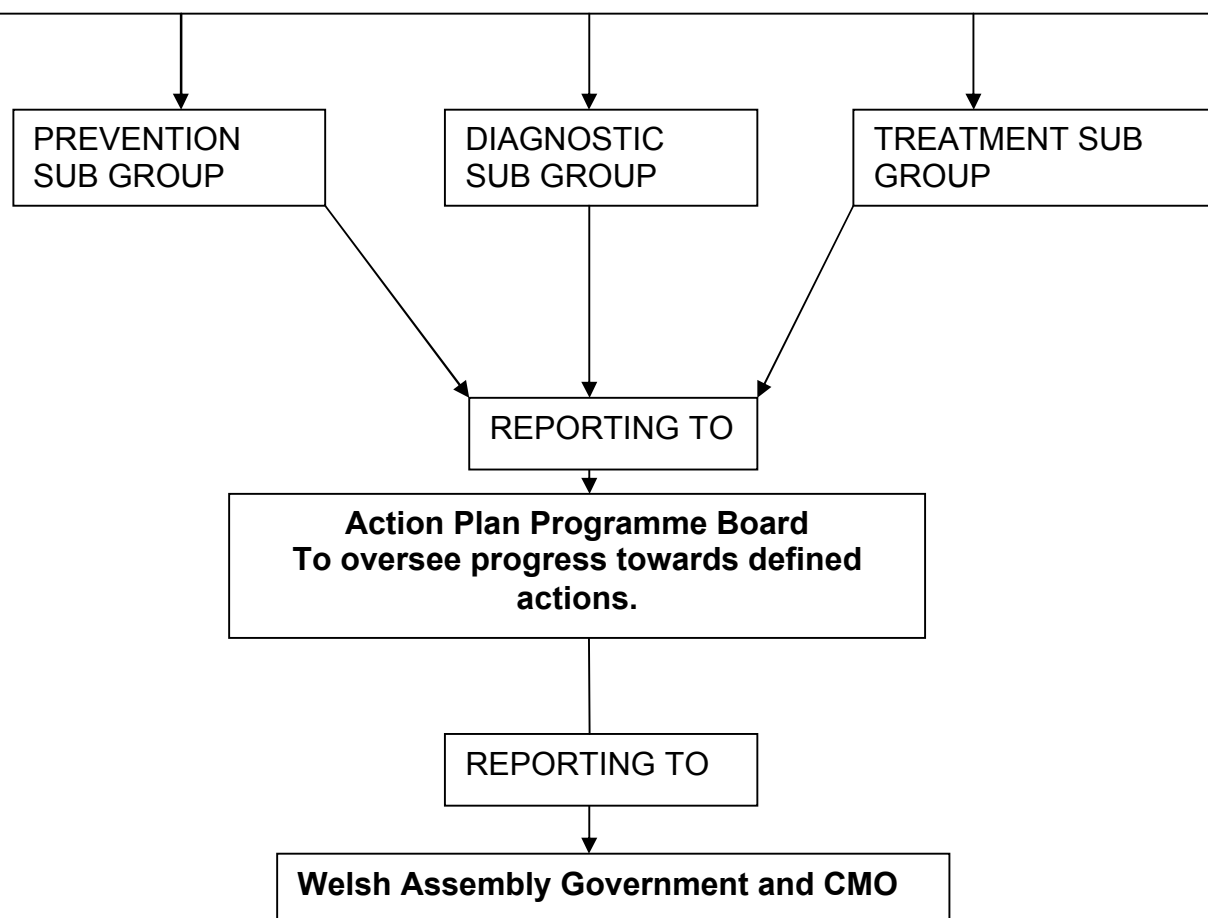 PREVENTION
SUB GROUP
DIAGNOSTIC
SUB GROUP
TREATMENT SUB
GROUP
REPORTING TO
Action Plan Programme Board
To oversee progress towards defined
actions.
REPORTING TO
Welsh Assembly Government and CMO